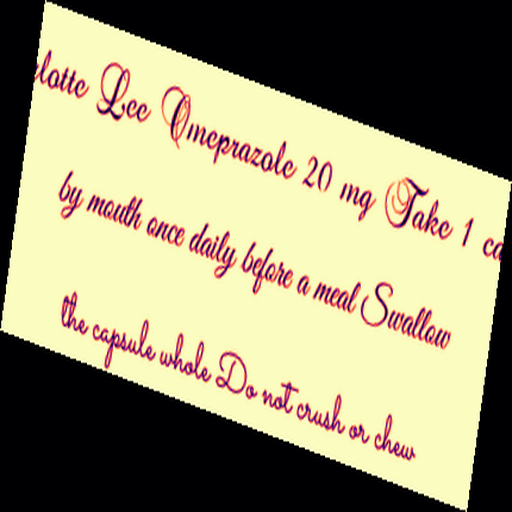 Lee Omeprazole 20 mg Take 1
by mouth once daily before a meal Swallow
the capsule whole Do not crush or chew